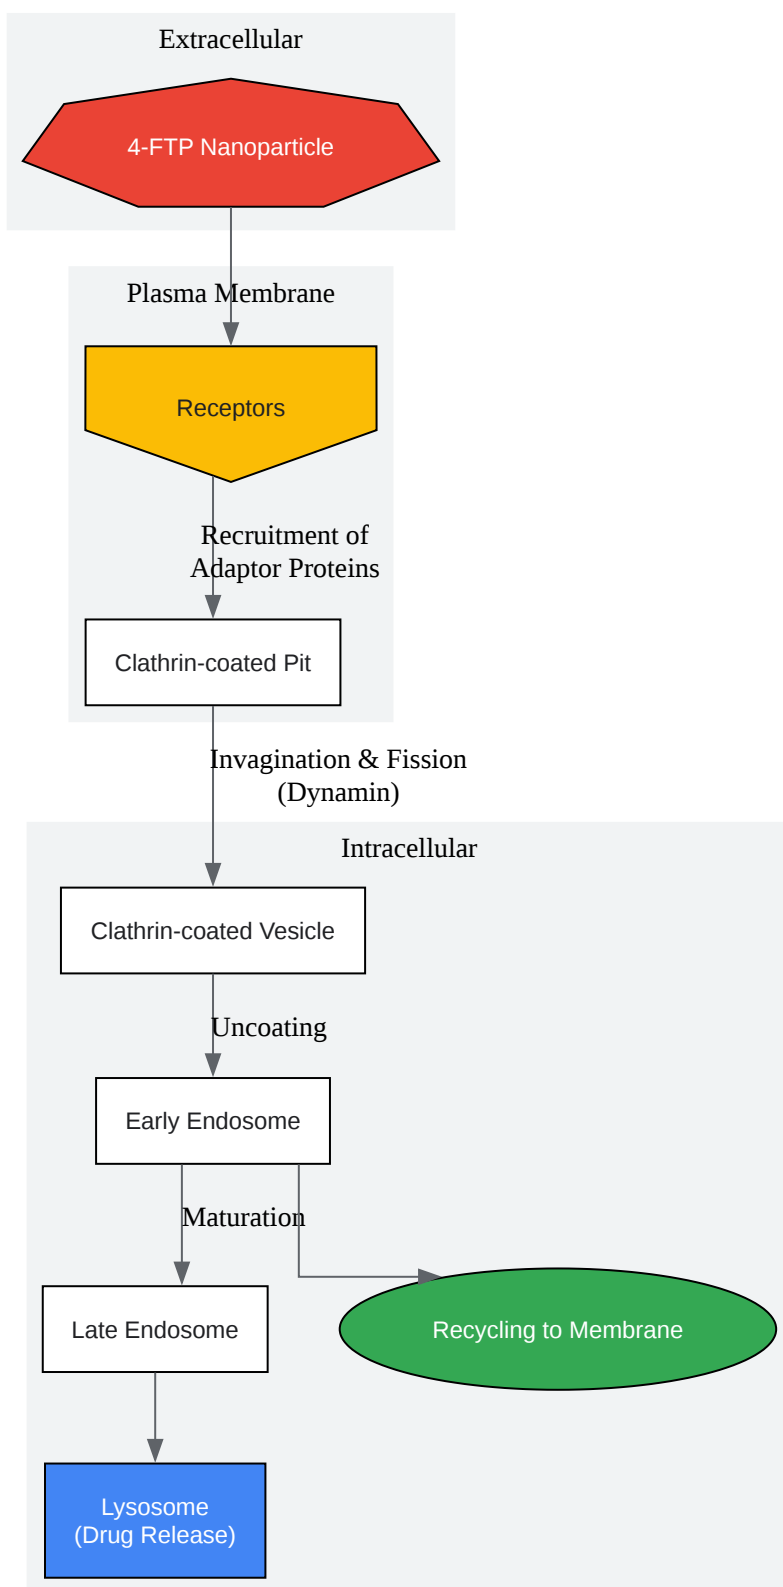 Extracellular
4-FTP Nanoparticle
Plasma Membrane
Receptors
Recruitment of
Adaptor Proteins
Clathrin-coated Pit
Invagination & Fission
(Dynamin)
Intracellular
Clathrin-coated Vesicle
Uncoating
Early Endosome
Maturation
Late Endosome
Recycling to Membrane
Lysosome
(Drug Release)